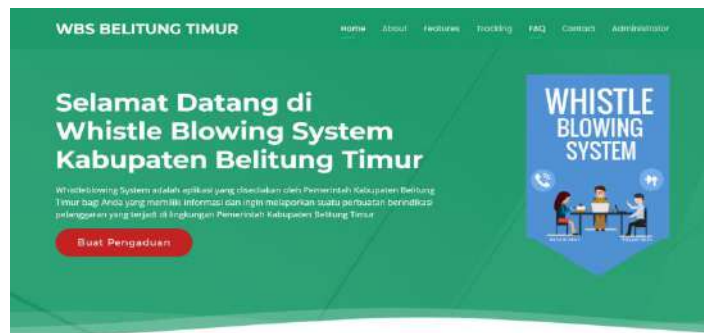 WBS BELITUNG TIMUR
Home About Features Tracking FAQ Contact Administrator
Selamat Datang di
Whistle Blowing System
Kabupaten Belitung Timur
Whistleblowing System adalah aplikasi yang disediakan oleh Pemerintah Kabupaten Belitung
Timur bagi Anda yang memiliki informasi dan ingin melaporkan suatu perbuatan berindikasi
pelanggaran yang terjadi di lingkungan Pemerintah Kabupaten Belitung Timur
Buat Pengaduan
WHISTLE
BLOWING
SYSTEM